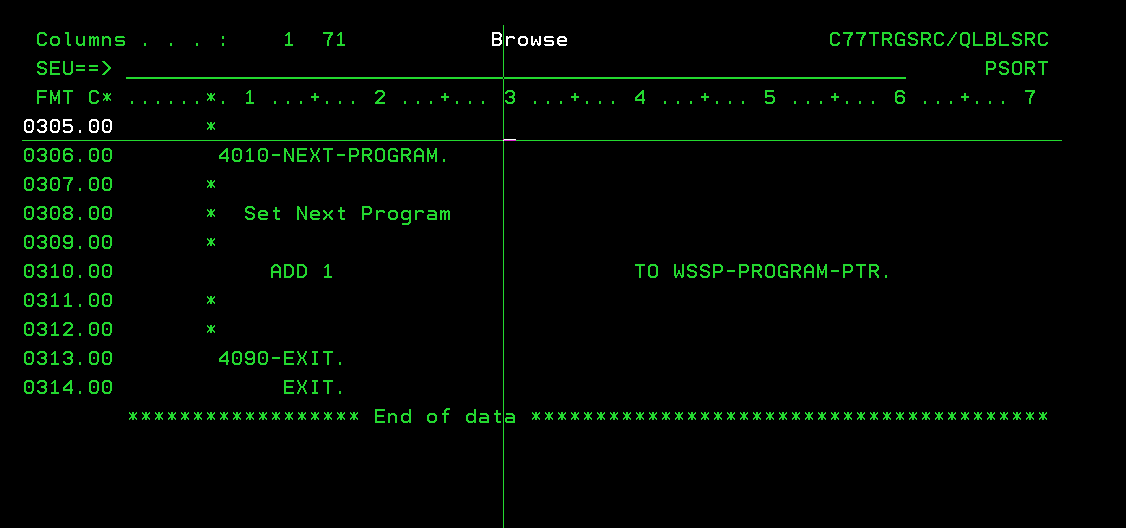 Columns . . . :    1  71            Browse                    C77TRGSRC/QLBLSRC
SEU==> ____________________________________________________________ PSORT
FMT C* ......*. 1 ...+... 2 ...+... 3 ...+... 4 ...+... 5 ...+... 6 ...+... 7
0305.00       *
0306.00        4010-NEXT-PROGRAM.
0307.00       *
0308.00       *  Set Next Program
0309.00       *
0310.00            ADD 1                       TO WSSP-PROGRAM-PTR.
0311.00       *
0312.00       *
0313.00        4090-EXIT.
0314.00             EXIT.
****************** End of data ****************************************